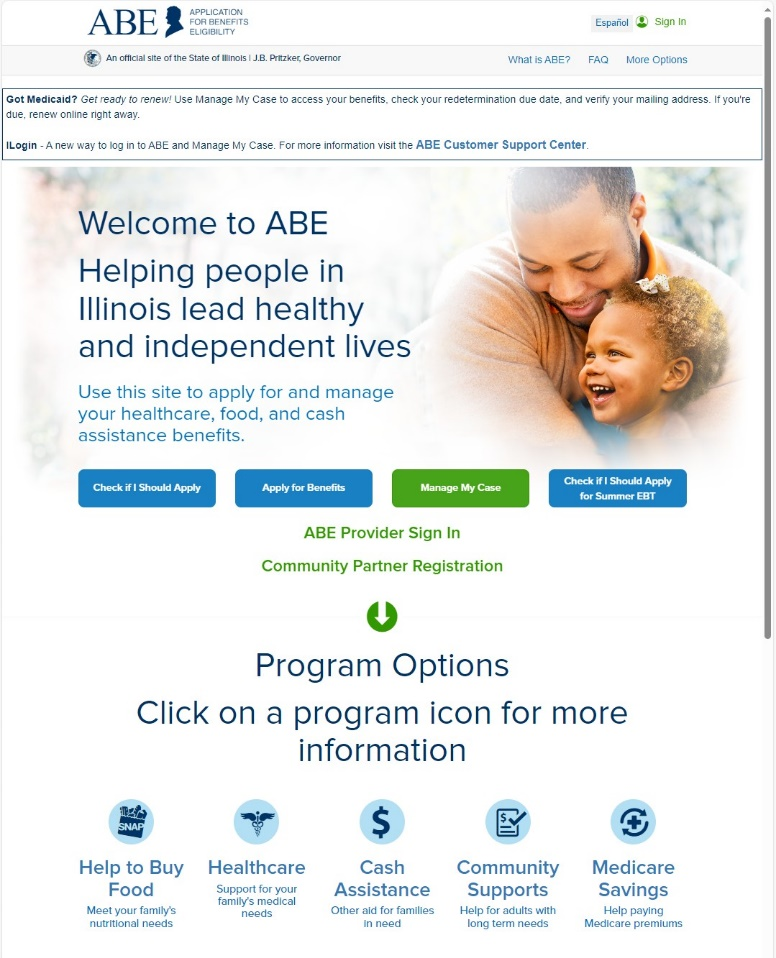 ABE APPLICATION
FOR BENEFITS
ELIGIBILITY
Español Sign In
An official site of the State of Illinois | J.B. Pritzker, Governor
What is ABE? FAQ More Options
Got Medicaid? Get ready to renew! Use Manage My Case to access your benefits, check your redetermination due date, and verify your mailing address. If you're
due, renew online right away.
ILogin - A new way to log in to ABE and Manage My Case. For more information visit the ABE Customer Support Center.
Welcome to ABE
Helping people in
Illinois lead healthy
and independent lives
Use this site to apply for and manage
your healthcare, food, and cash
assistance benefits.
Check if I Should Apply
Apply for Benefits
Manage My Case
Check if I Should Apply
for Summer EBT
ABE Provider Sign In
Community Partner Registration
Program Options
Click on a program icon for more
information
SNAP
Help to Buy
Food
Meet your family's
nutritional needs
Healthcare
Support for your
family's medical
needs
$
Cash
Assistance
Other aid for families
in need
$
Community
Supports
Help for adults with
long term needs
Medicare
Savings
Help paying
Medicare premiums